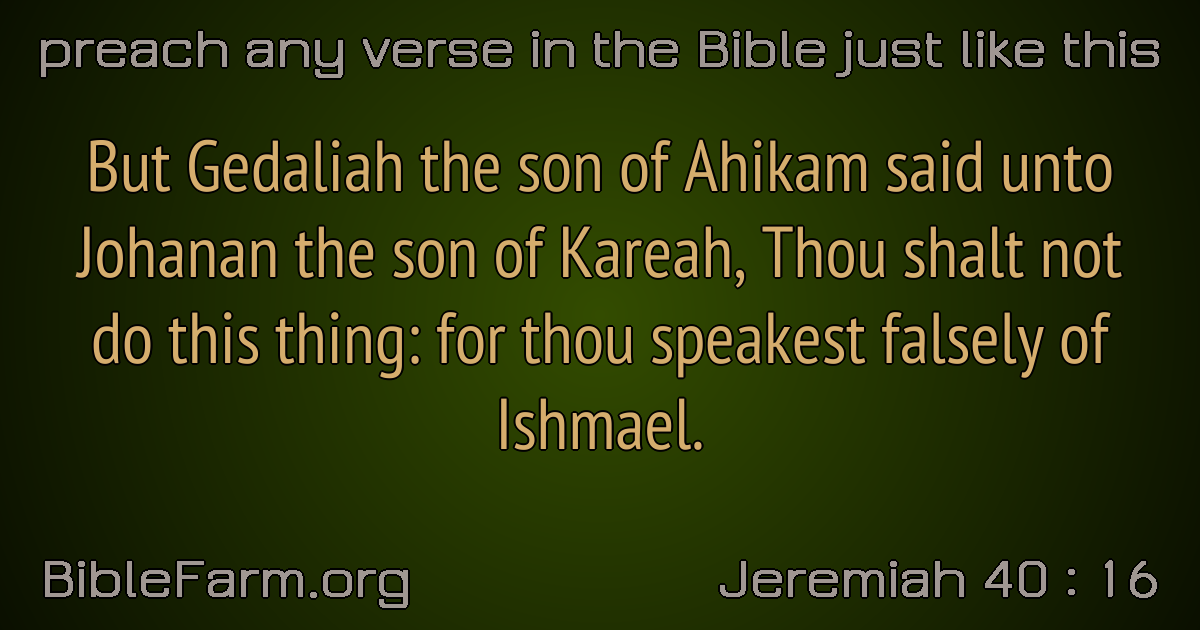 preach any verse in the Bible just like this
But Gedaliah the son of Ahikam said unto
Johanan the son of Kareah, Thou shalt not
do this thing: for thou speakest falsely of
Ishmael.
BibleFarm.org
Jeremiah 40 : 16